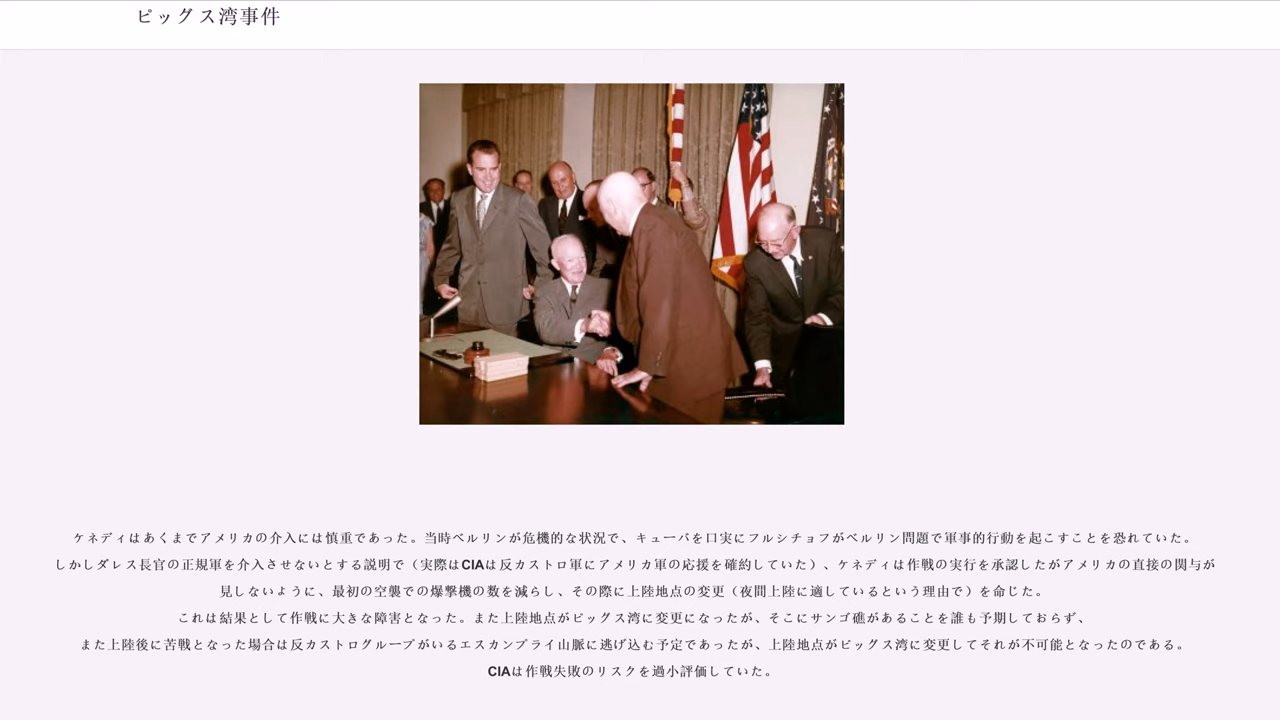 ピッグス湾事件
ケネディはあくまでアメリカの介入には慎重であった。当時ベルリンが危機的な状況で、キューバを口実にフルシチョフがベルリン問題で軍事的行動を起こすことを恐れていた。
しかしダレス長官の正規軍を介入させないとする説明で（実際はCIAは反カストロ軍にアメリカ軍の応援を確約していた）、ケネディは作戦の実行を承認したがアメリカの直接の関与が
見しないように、最初の空襲での爆撃機の数を減らし、その際に上陸地点の変更（夜間上陸に適しているという理由で）を命じた。
これは結果として作戦に大きな障害となった。また上陸地点がピッグス湾に変更になったが、そこにサンゴ礁があることを誰も予期しておらず、
また上陸後に苦戦となった場合は反カストログループがいるエスカンブライ山脈に逃げ込む予定であったが、上陸地点がピッグス湾に変更してそれが不可能となったのである。
CIAは作戦失敗のリスクを過小評価していた。